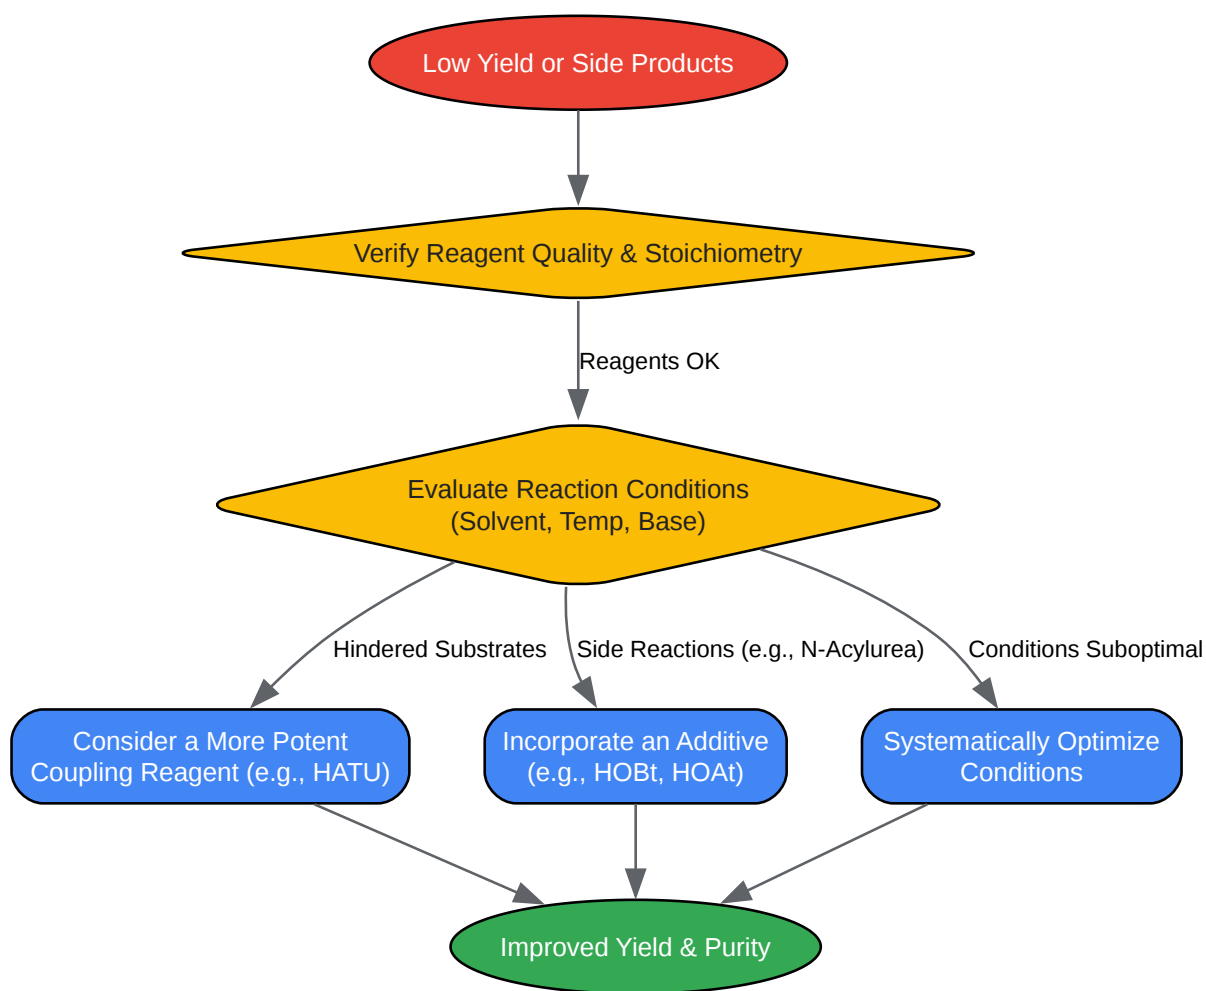 Low Yield or Side Products
Verify Reagent Quality & Stoichiometry
Reagents OK
Evaluate Reaction Conditions
(Solvent, Temp, Base)
Hindered Substrates
Side Reactions (e.g., N-Acylurea)
Conditions Suboptimal
Consider a More Potent
Coupling Reagent (e.g., HATU)
Incorporate an Additive
(e.g., HOBt, HOAt)
Systematically Optimize
Conditions
Improved Yield & Purity